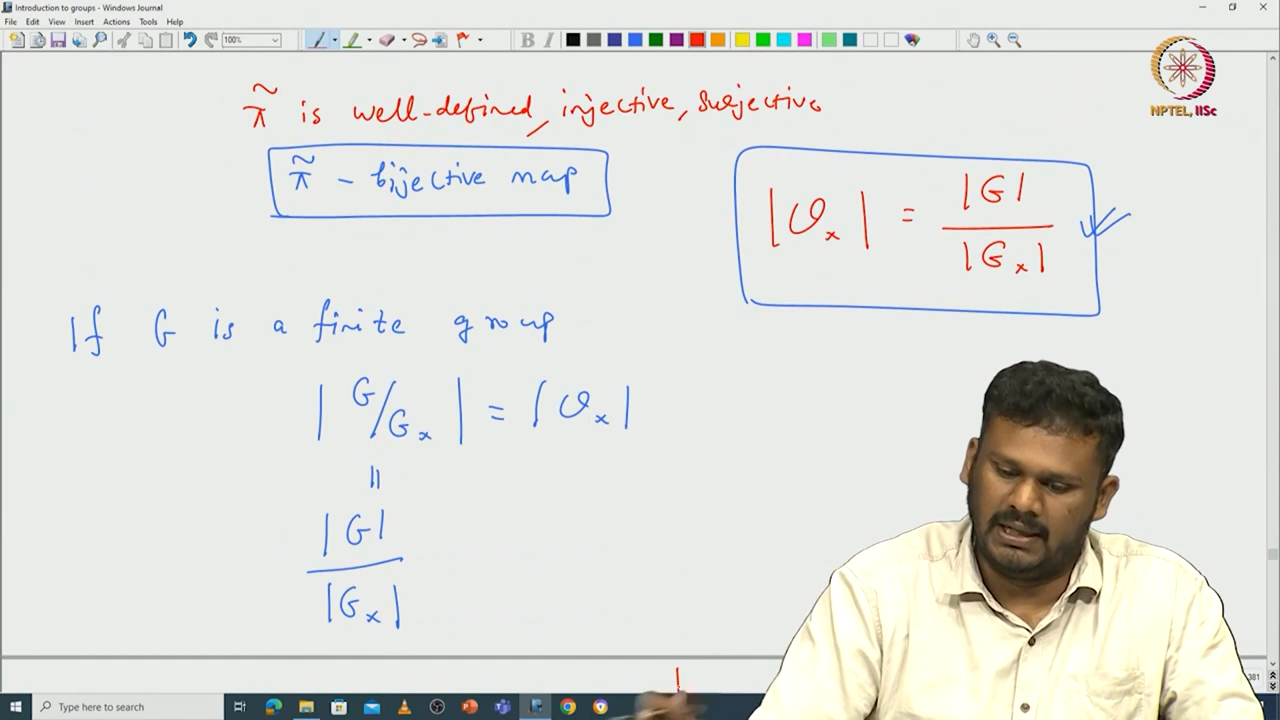 Introduction to groups - Windows Journal
File Edit View Insert Actions Tools Help
100%
B I
NPTEL, IISc
π̃ is well-defined, injective, surjective
π̃ - bijective map
|O_x| = |G| / |G_x|
If G is a finite group
|G/G_x| = |O_x|
=
|G|
|G_x|
381
Type here to search